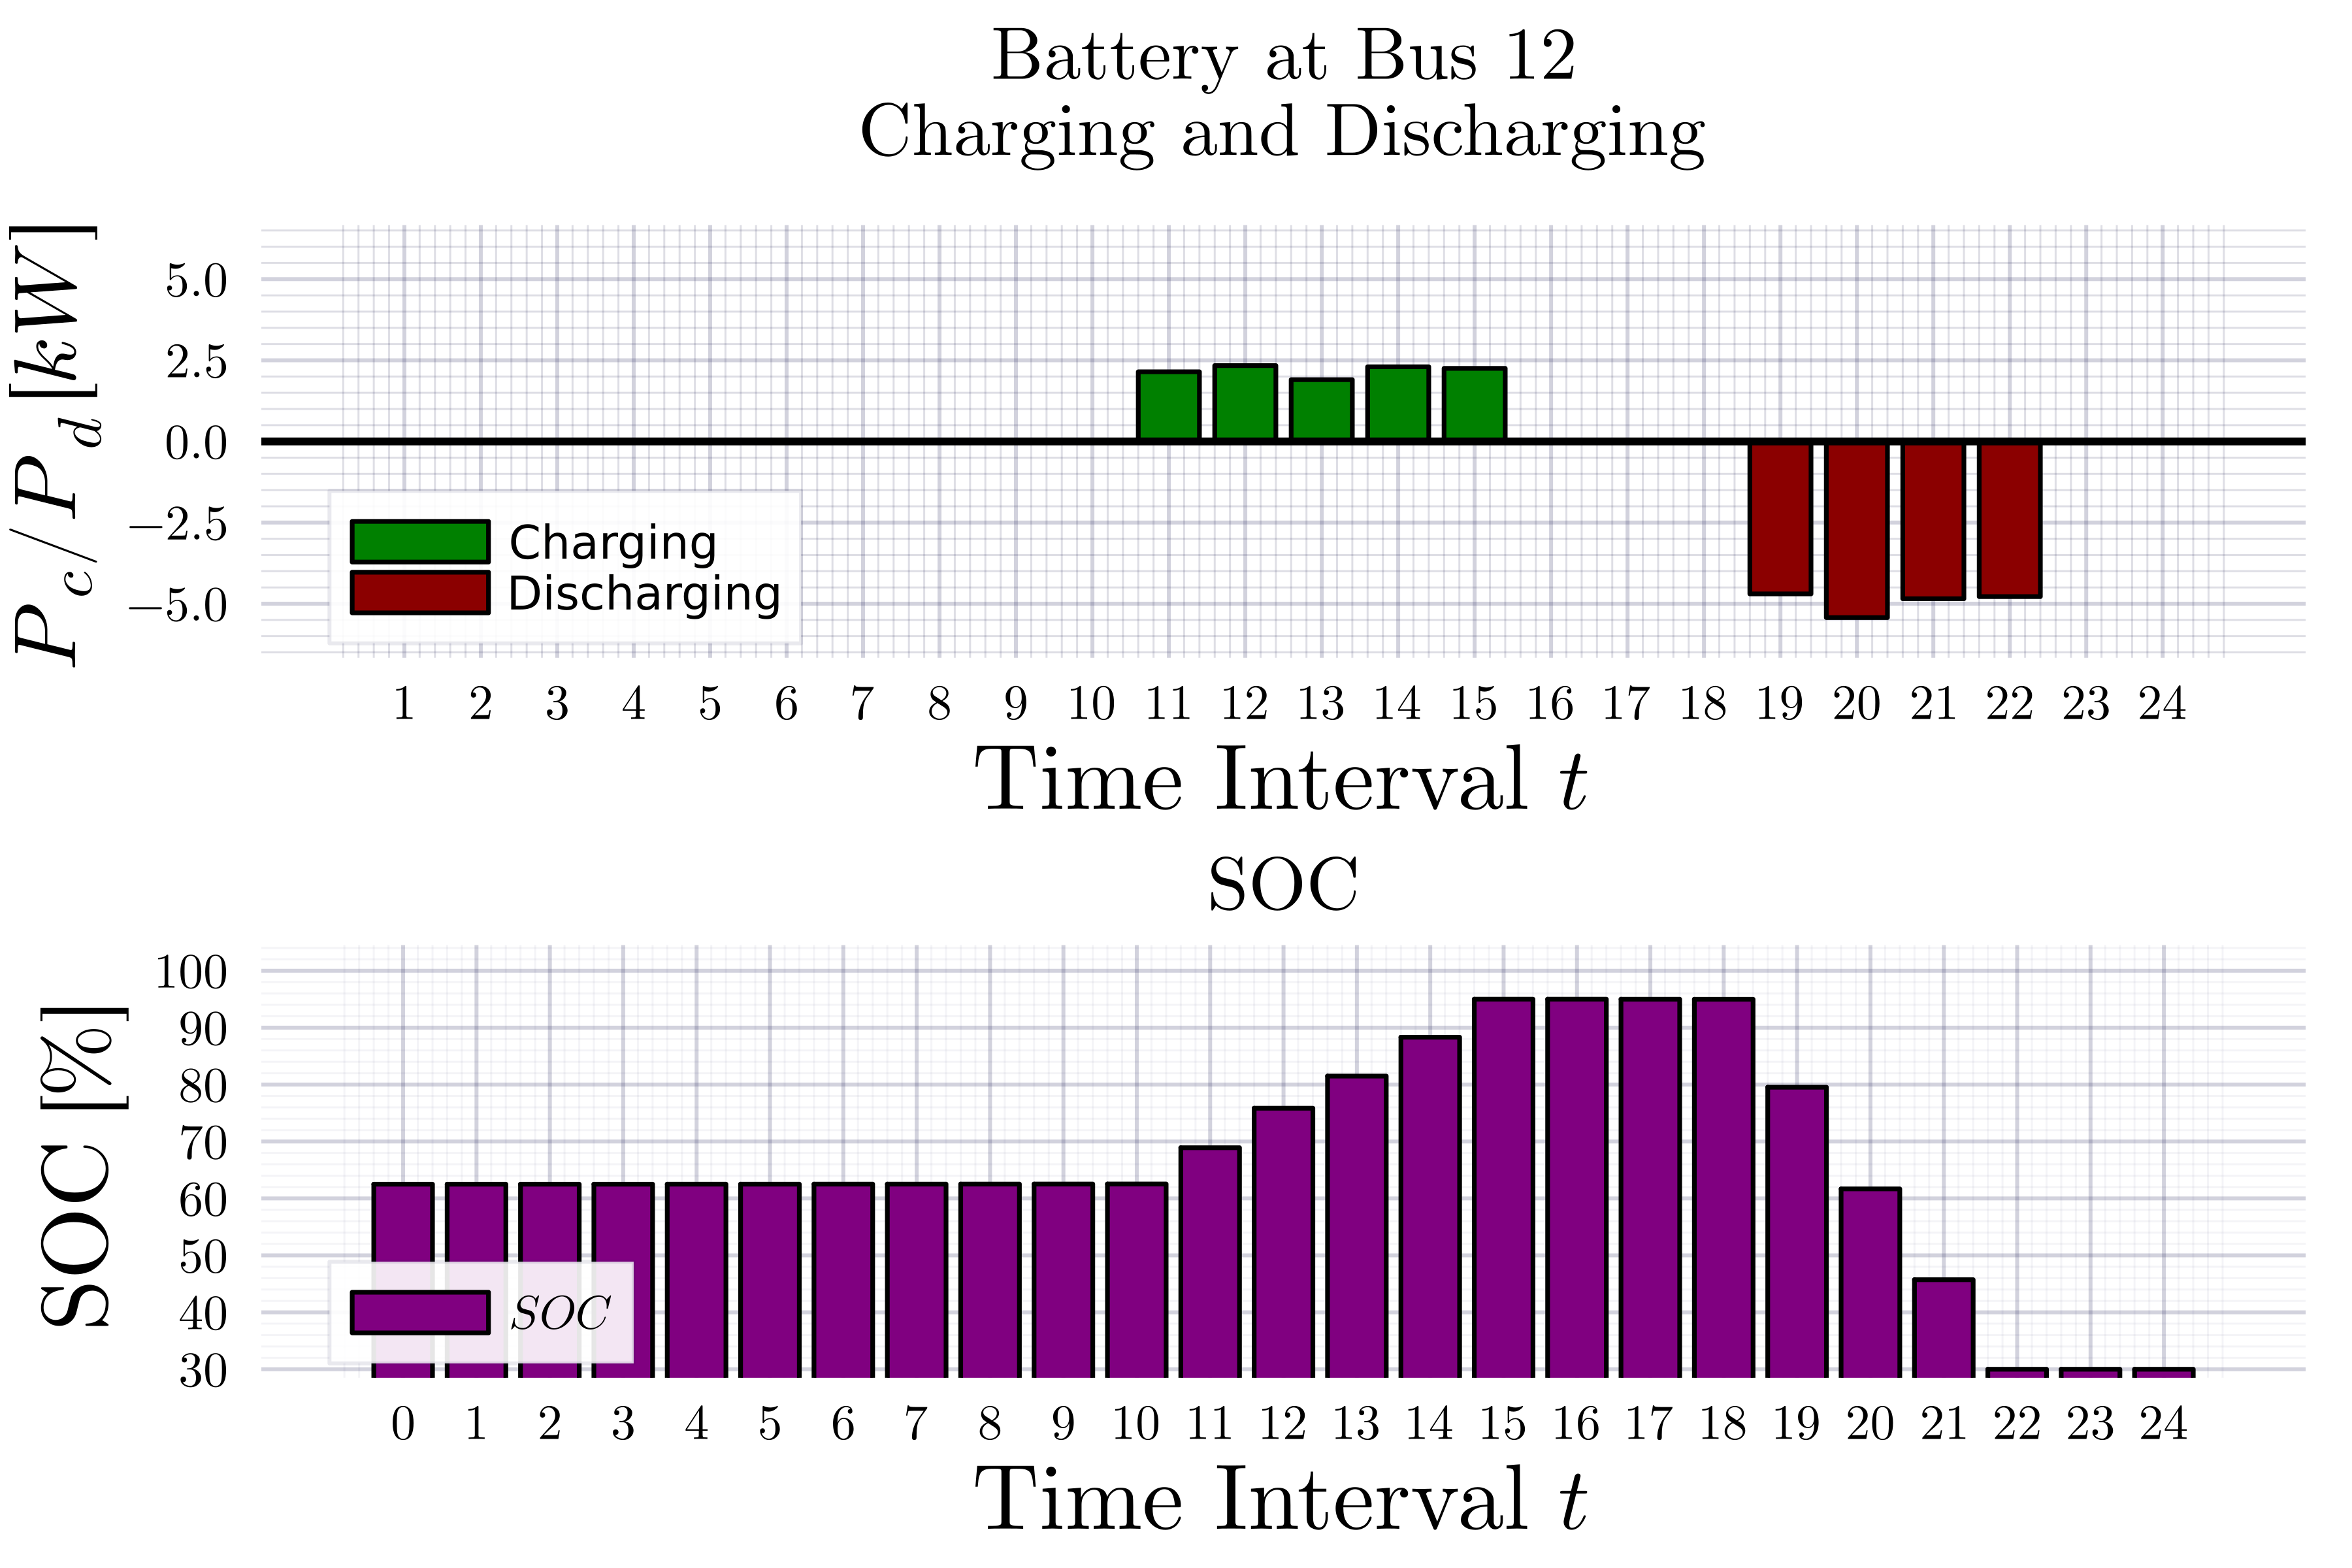 Battery at Bus 12
Charging and Discharging
P_c/P_d [kW]
5.0
2.5
0.0
−2.5
−5.0
Charging
Discharging
1 2 3 4 5 6 7 8 9 10 11 12 13 14 15 16 17 18 19 20 21 22 23 24
Time Interval t
SOC
SOC [%]
100
90
80
70
60
50
40
30
SOC
0 1 2 3 4 5 6 7 8 9 10 11 12 13 14 15 16 17 18 19 20 21 22 23 24
Time Interval t